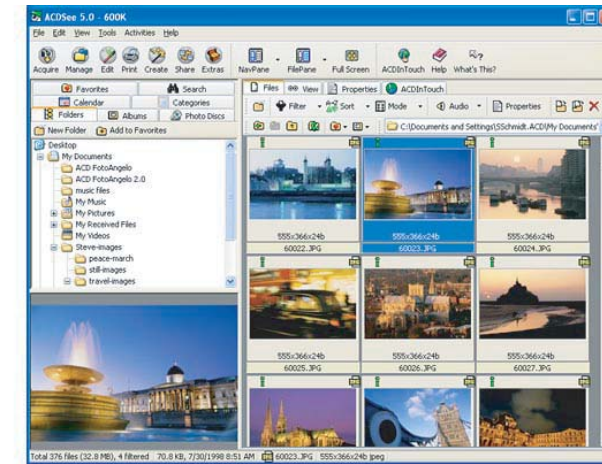 ACDSee 5.0 - 600K
File Edit View Tools Activities Help
Acquire Manage Edit Print Create Share Extras NavPane FilePane Full Screen ACDInTouch Help What's This?
Favorites Search
Calendar Categories
Folders Albums Photo Discs
New Folder Add to Favorites
Desktop
My Documents
ACD FotoAngelo
ACD FotoAngelo 2.0
music files
My Music
My Pictures
My Received Files
My Videos
Steve-images
peace-march
still-images
travel-images
Files View Properties ACDInTouch
Filter Sort Mode Audio Properties
C:\Documents and Settings\SSchmidt.ACD\My Documents'
555x366x24b 555x366x24b 555x366x24b
60022.JPG 60023.JPG 60024.JPG
555x366x24b 555x366x24b 555x366x24b
60025.JPG 60026.JPG 60027.JPG
Total 376 files (32.8 MB), 4 filtered 70.8 KB, 7/30/1998 8:51 AM 60023.JPG 555x366x24b jpeg